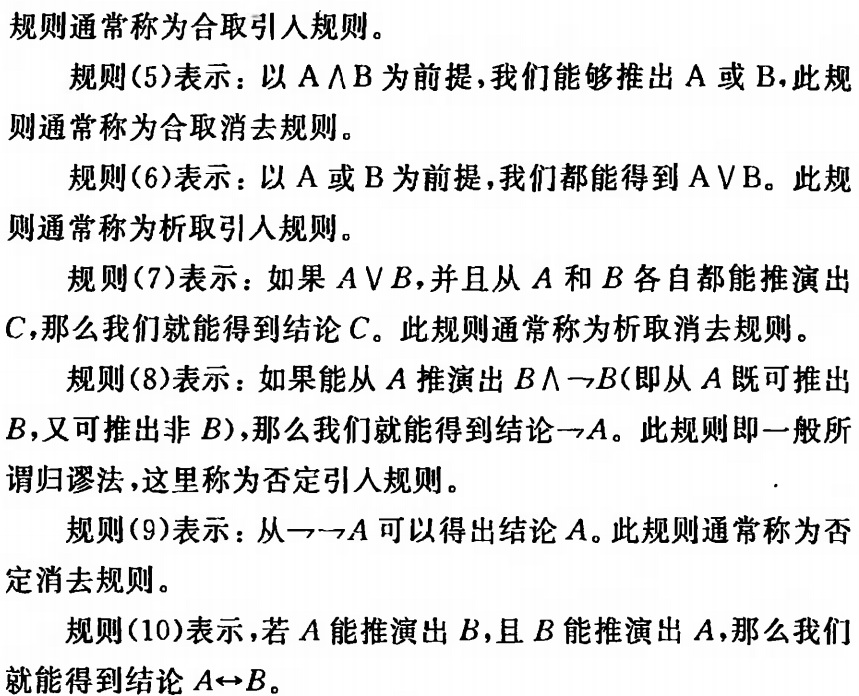 规则通常称为合取引入规则。
规则(5)表示：以 A∧B 为前提,我们能够推出 A 或 B,此规
则通常称为合取消去规则。
规则(6)表示：以 A 或 B 为前提,我们都能得到 A∨B。此规
则通常称为析取引入规则。
规则(7)表示：如果 A∨B,并且从 A 和 B 各自都能推演出
C,那么我们就能得到结论 C。此规则通常称为析取消去规则。
规则(8)表示：如果能从 A 推演出 B∧¬B(即从 A 既可推出
B,又可推出非 B),那么我们就能得到结论¬A。此规则即一般所
谓归谬法,这里称为否定引入规则。
规则(9)表示：从¬¬A 可以得出结论 A。此规则通常称为否
定消去规则。
规则(10)表示,若 A 能推演出 B,且 B 能推演出 A,那么我们
就能得到结论 A↔B。